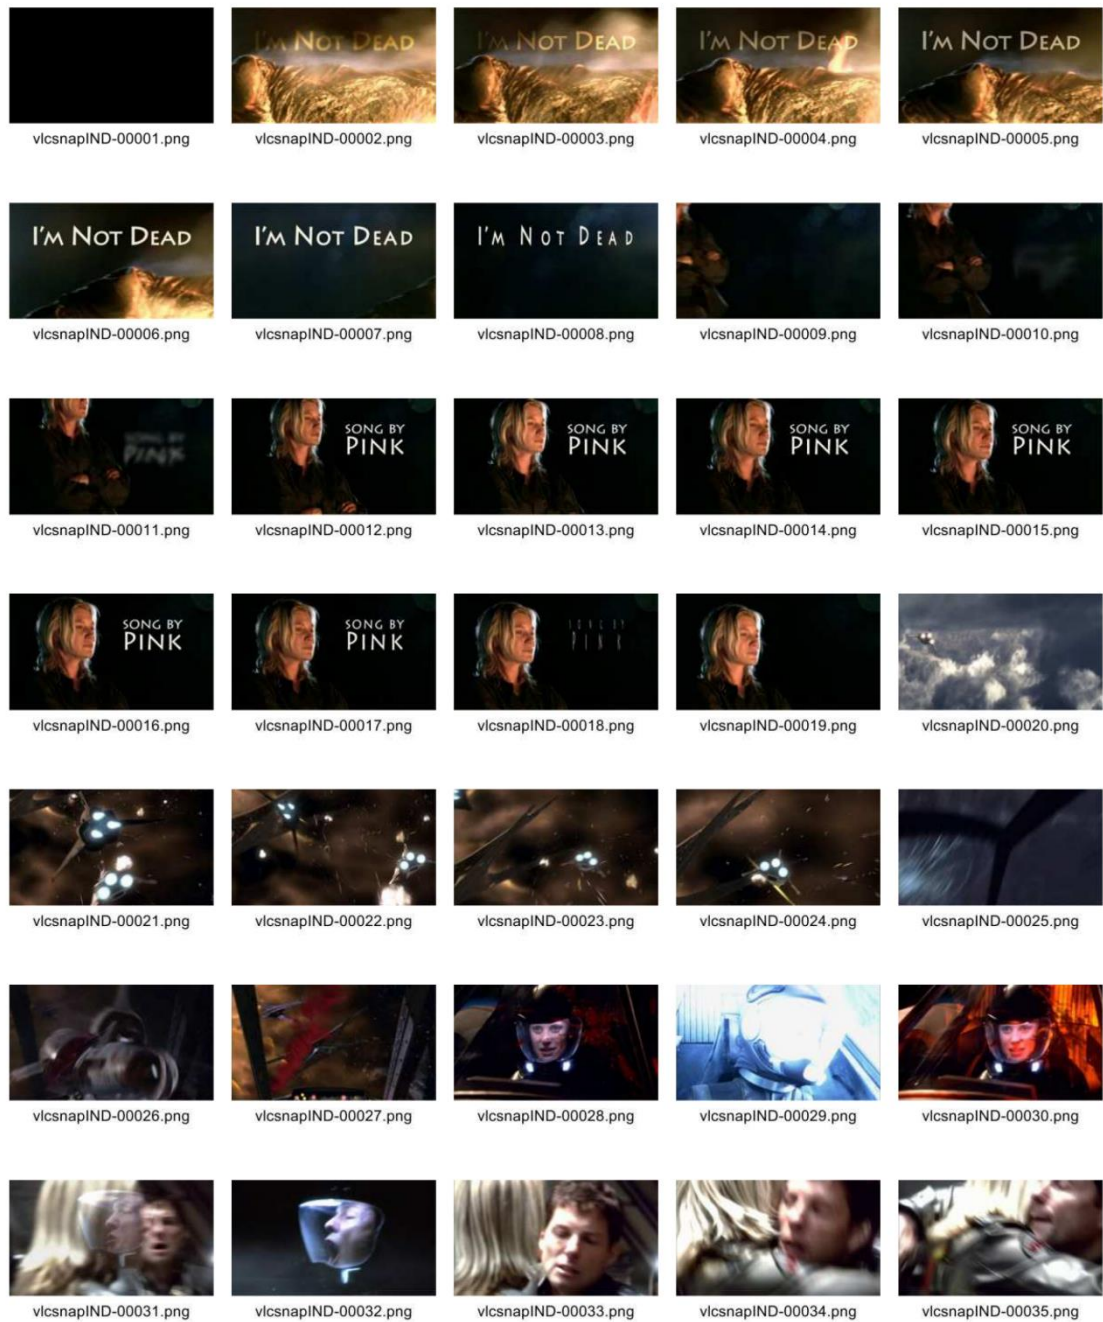 I'M NOT DEAD I'M NOT DEAD I'M NOT DEAD I'M NOT DEAD
vlcsnapIND-00001.png vlcsnapIND-00002.png vlcsnapIND-00003.png vlcsnapIND-00004.png vlcsnapIND-00005.png
I'M NOT DEAD I'M NOT DEAD I'M NOT DEAD
vlcsnapIND-00006.png vlcsnapIND-00007.png vlcsnapIND-00008.png vlcsnapIND-00009.png vlcsnapIND-00010.png
SONG BY SONG BY SONG BY SONG BY SONG BY
PINK PINK PINK PINK PINK
vlcsnapIND-00011.png vlcsnapIND-00012.png vlcsnapIND-00013.png vlcsnapIND-00014.png vlcsnapIND-00015.png
SONG BY SONG BY SONG BY
PINK PINK PINK
vlcsnapIND-00016.png vlcsnapIND-00017.png vlcsnapIND-00018.png vlcsnapIND-00019.png vlcsnapIND-00020.png
vlcsnapIND-00021.png vlcsnapIND-00022.png vlcsnapIND-00023.png vlcsnapIND-00024.png vlcsnapIND-00025.png
vlcsnapIND-00026.png vlcsnapIND-00027.png vlcsnapIND-00028.png vlcsnapIND-00029.png vlcsnapIND-00030.png
vlcsnapIND-00031.png vlcsnapIND-00032.png vlcsnapIND-00033.png vlcsnapIND-00034.png vlcsnapIND-00035.png